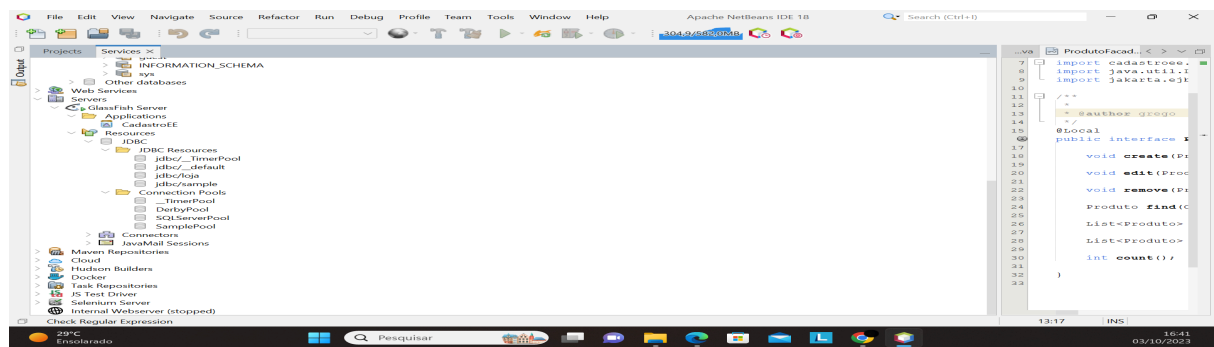 File Edit View Navigate Source Refactor Run Debug Profile Team Tools Window Help Apache NetBeans IDE 18 Search (Ctrl+I)
304,9/582,0MB
Projects Services ...va ProdutoFacad...
Output
INFORMATION_SCHEMA
sys
Other databases
Web Services
Servers
GlassFish Server
Applications
CadastroEE
Resources
JDBC
JDBC Resources
jdbc/__TimerPool
jdbc/__default
jdbc/loja
jdbc/sample
Connection Pools
__TimerPool
DerbyPool
SQLServerPool
SamplePool
Connectors
JavaMail Sessions
Maven Repositories
Cloud
Hudson Builders
Docker
Task Repositories
JS Test Driver
Selenium Server
Internal Webserver (stopped)
7 import cadastroee.
8 import java.util.
9 import jakarta.ej
10
11 /**
12 *
13 * @author grego
14 */
15 @Local
public interface
17
18 void create(Pr
19
20 void edit(Prod
21
22 void remove(Pr
23
24 Produto find(
25
26 List<Produto>
27
28 List<Produto>
29
30 int count();
31
32 }
33
Check Regular Expression 13:17 INS
29°C
Ensolarado
Pesquisar
16:41
03/10/2023